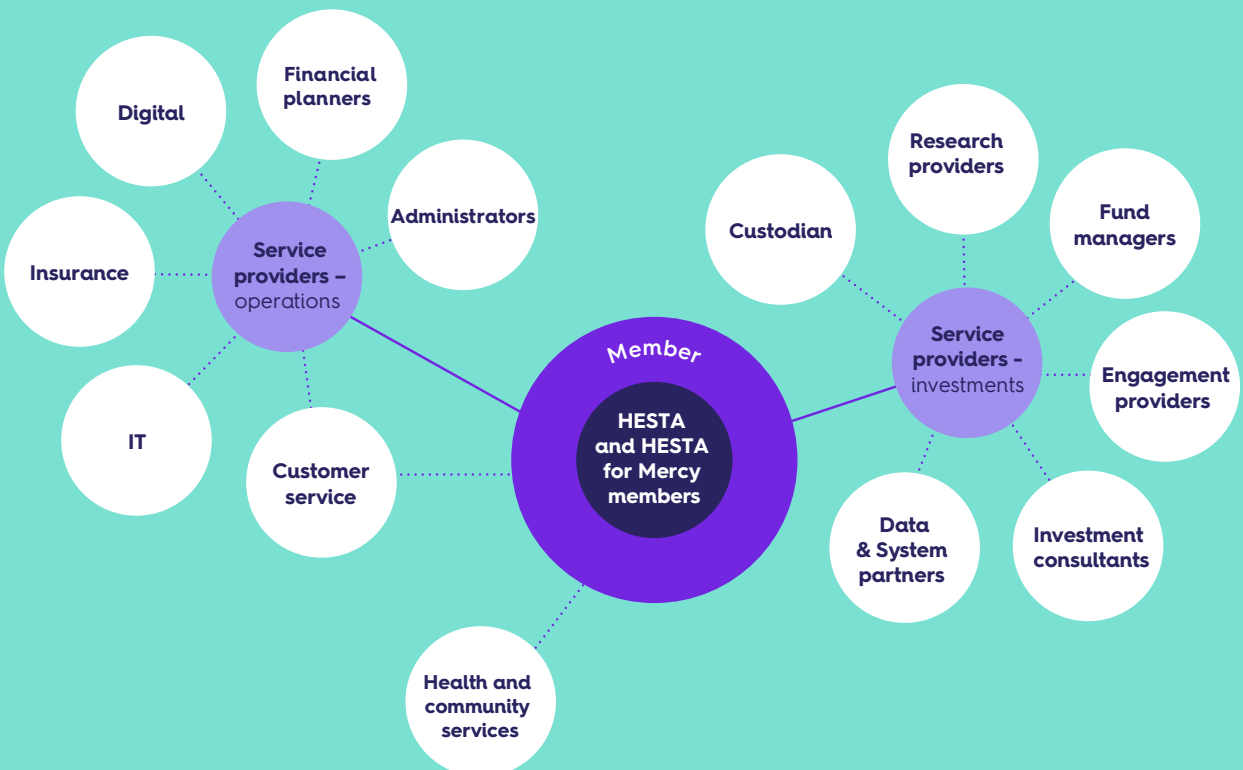 Financial
planners
Digital
Administrators
Service
providers –
operations
Insurance
IT
Customer
service
Member
HESTA
and HESTA
for Mercy
members
Health and
community
services
Research
providers
Custodian
Fund
managers
Service
providers -
investments
Engagement
providers
Data
& System
partners
Investment
consultants